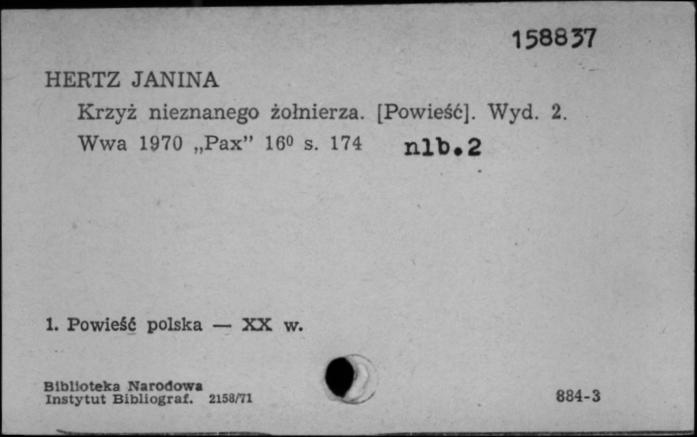 158837
HERTZ JANINA
Krzyż nieznanego żołnierza. [Powieść]. Wyd. 2.
Wwa 1970 „Pax” 16⁰ s. 174 nlb.2
1. Powieść polska — XX w.
Biblioteka Narodowa
Instytut Bibliograf. 2158/71
884-3